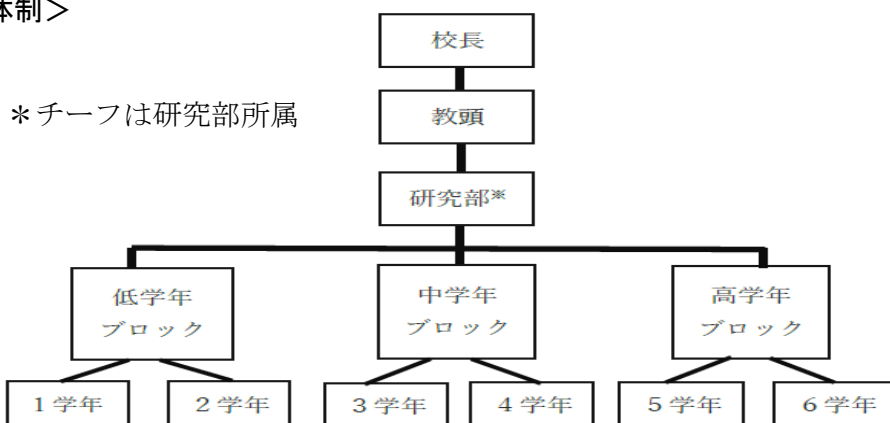 体制＞
校長
＊チーフは研究部所属
教頭
研究部※
低学年
ブロック
中学年
ブロック
高学年
ブロック
1学年
2学年
3学年
4学年
5学年
6学年